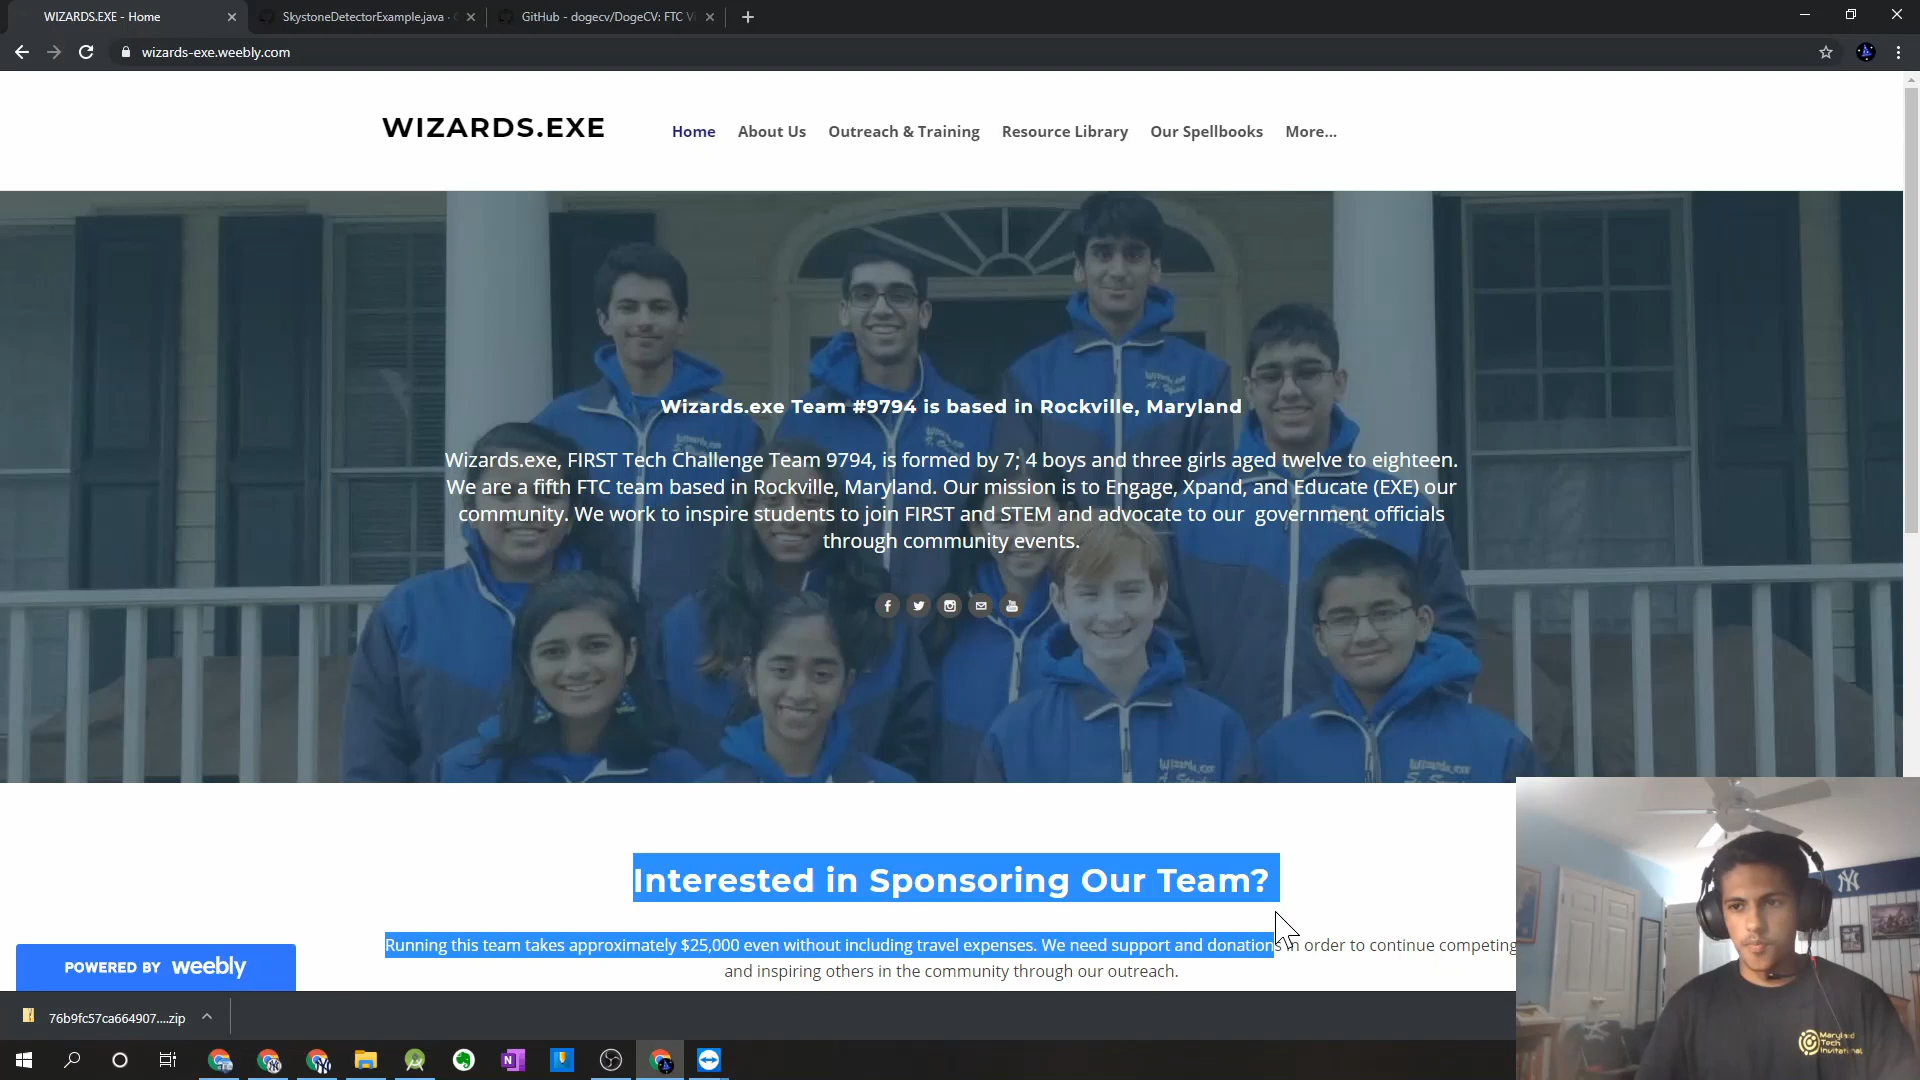 WIZARDS.EXE - Home
SkystoneDetectorExample.java ·
GitHub - dogecv/DogeCV: FTC Vi
wizards-exe.weebly.com
WIZARDS.EXE
Home
About Us
Outreach & Training
Resource Library
Our Spellbooks
More...
Wizards.exe Team #9794 is based in Rockville, Maryland
Wizards.exe, FIRST Tech Challenge Team 9794, is formed by 7; 4 boys and three girls aged twelve to eighteen.
We are a fifth FTC team based in Rockville, Maryland. Our mission is to Engage, Xpand, and Educate (EXE) our
community. We work to inspire students to join FIRST and STEM and advocate to our government officials
through community events.
Interested in Sponsoring Our Team?
Running this team takes approximately $25,000 even without including travel expenses. We need support and donations in order to continue competing
and inspiring others in the community through our outreach.
POWERED BY weebly
76b9fc57ca664907....zip
Maryland
Tech
Invitational